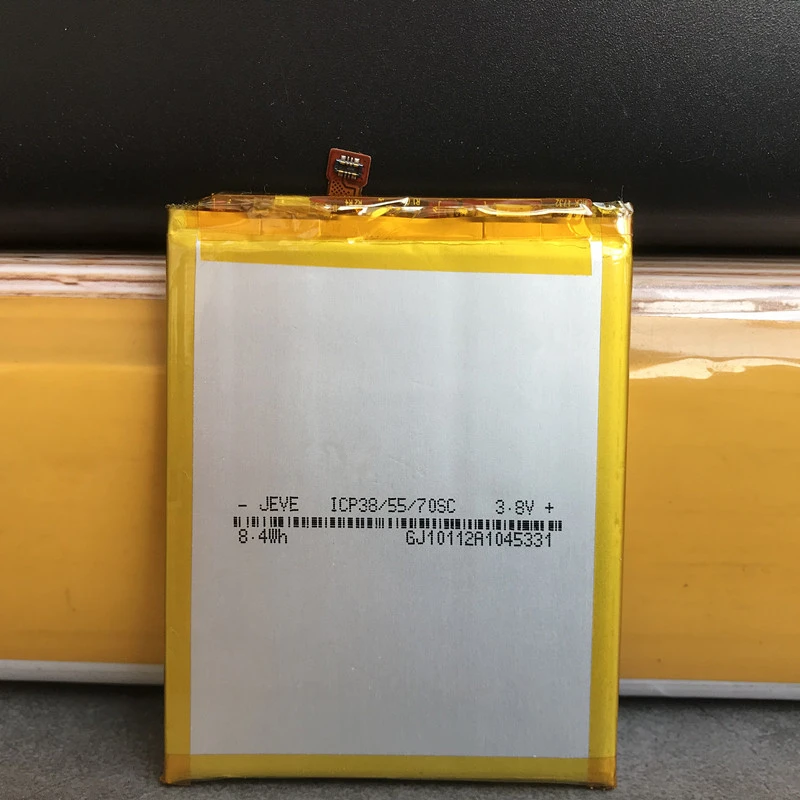 - JEVE ICP38/55/70SC 3.8V +
8.4Wh GJ10112A1045331